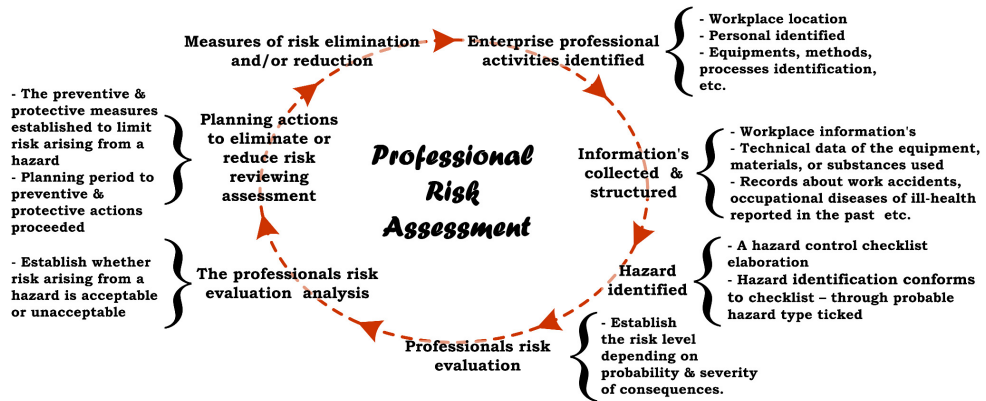 Measures of risk elimination
and/or reduction
Enterprise professional
activities identified
- Workplace location
- Personal identified
- Equipments, methods,
processes identification,
etc.
Information's
collected & 
structured
- Workplace information's
- Technical data of the equipment,
materials, or substances used
- Records about work accidents,
occupational diseases of ill-health
reported in the past etc.
Hazard
identified
- A hazard control checklist
elaboration
- Hazard identification conforms
to checklist – through probable
hazard type ticked
Professionals risk
evaluation
- Establish
the risk level
depending on
probability & severity
of consequences.
The professionals risk
evaluation analysis
- Establish whether
risk arising from a
hazard is acceptable
or unacceptable
Planning actions
to eliminate or
reduce risk
reviewing
assessment
- The preventive &
protective measures
established to limit
risk arising from a
hazard
- Planning period to
preventive &
protective actions
proceeded
Professional
Risk
Assessment